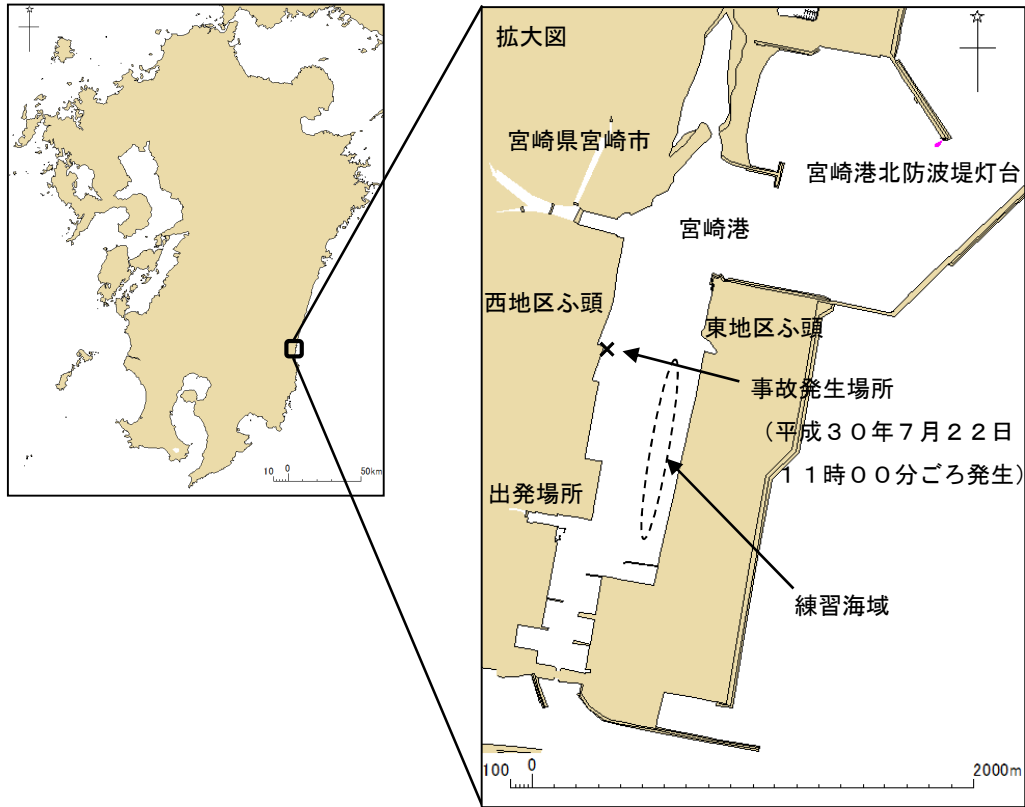 拡大図
宮崎県宮崎市
宮崎港北防波堤灯台
宮崎港
西地区ふ頭
東地区ふ頭
事故発生場所
(平成30年7月22日
11時00分ごろ発生)
出発場所
練習海域
10 0 50km
100 0 2000m